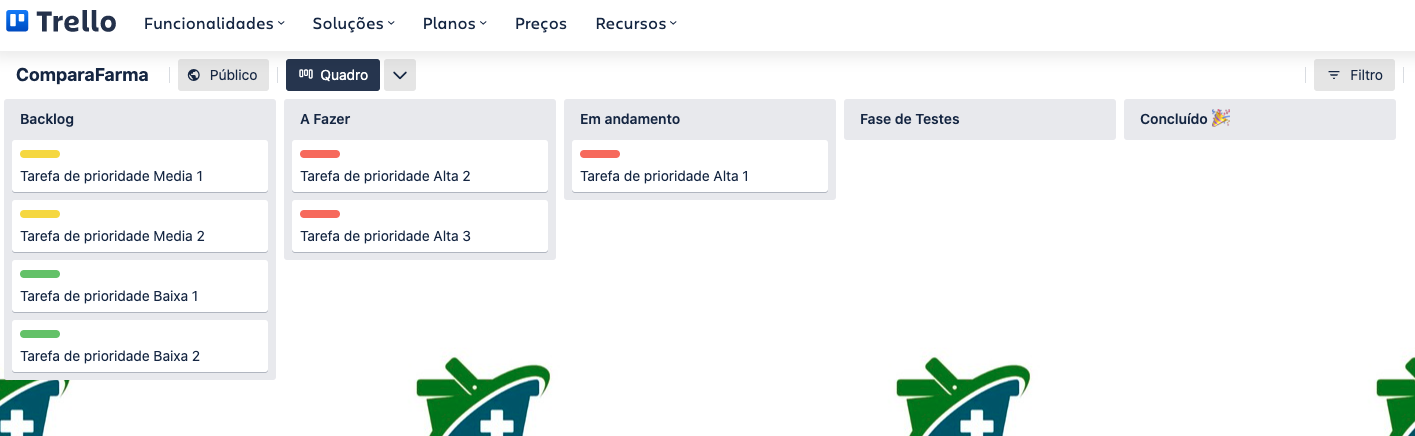 Trello Funcionalidades Soluções Planos Preços Recursos
ComparaFarma Público Quadro Filtro
Backlog
Tarefa de prioridade Media 1
Tarefa de prioridade Media 2
Tarefa de prioridade Baixa 1
Tarefa de prioridade Baixa 2
A Fazer
Tarefa de prioridade Alta 2
Tarefa de prioridade Alta 3
Em andamento
Tarefa de prioridade Alta 1
Fase de Testes
Concluído 🎉